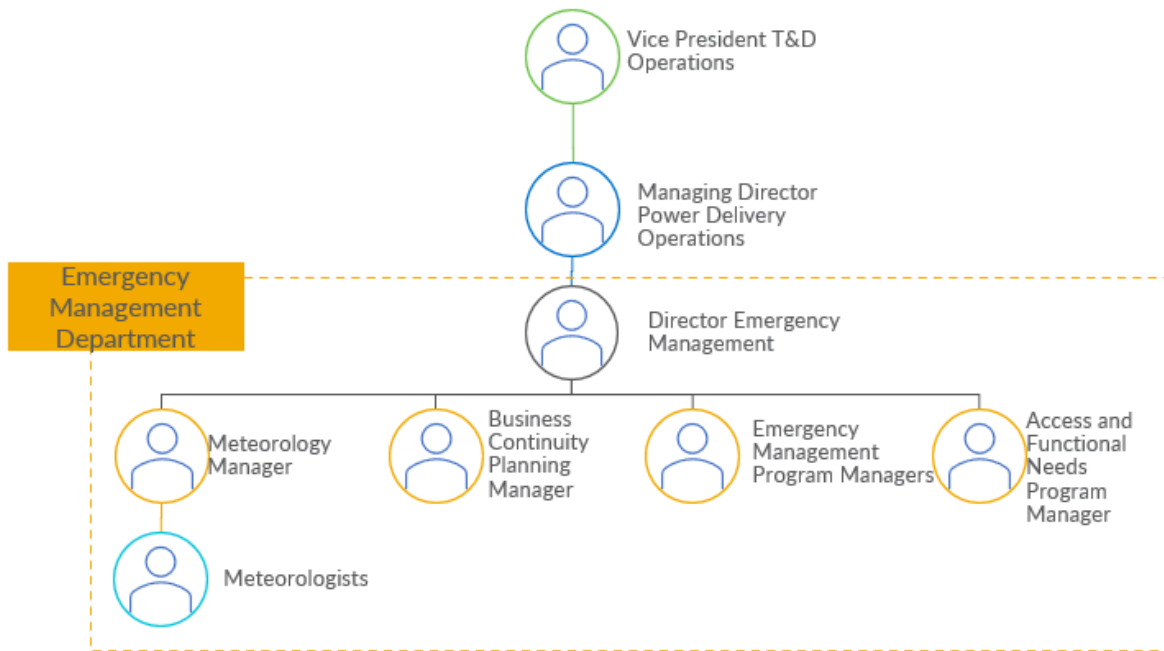 Vice President T&D
Operations
Managing Director
Power Delivery
Operations
Emergency
Management
Department
Director Emergency
Management
Meteorology
Manager
Business
Continuity
Planning
Manager
Emergency
Management
Program Managers
Access and
Functional
Needs
Program
Manager
Meteorologists